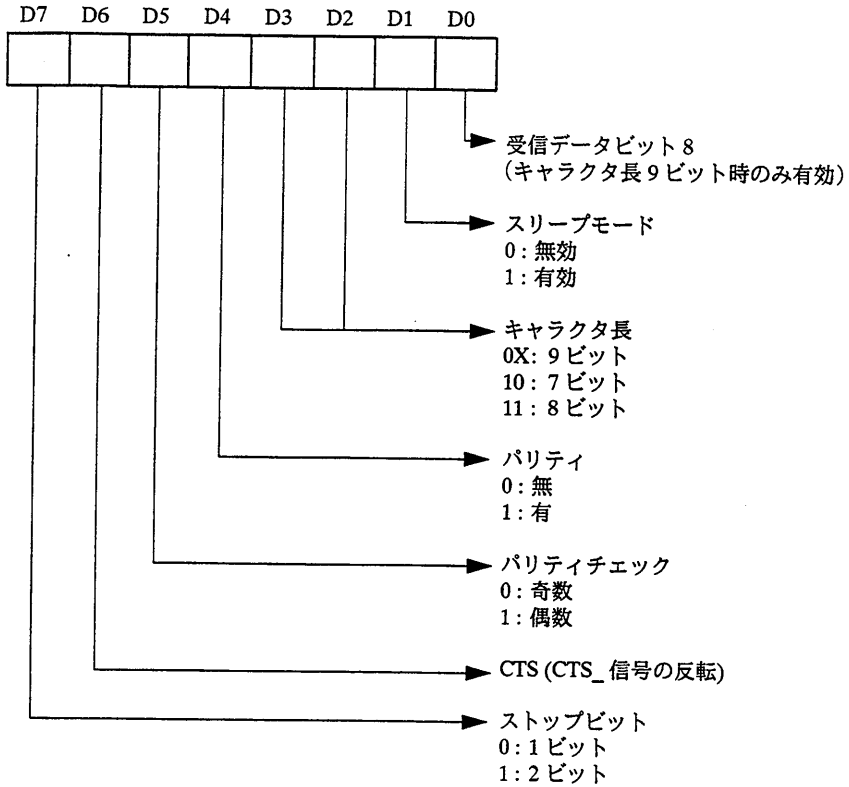 D7 D6 D5 D4 D3 D2 D1 D0
受信データビット 8
（キャラクタ長 9 ビット時のみ有効）
スリープモード
0 : 無効
1 : 有効
キャラクタ長
0X: 9 ビット
10 : 7 ビット
11 : 8 ビット
パリティ
0 : 無
1 : 有
パリティチェック
0 : 奇数
1 : 偶数
CTS (CTS_ 信号の反転)
ストップビット
0 : 1 ビット
1 : 2 ビット